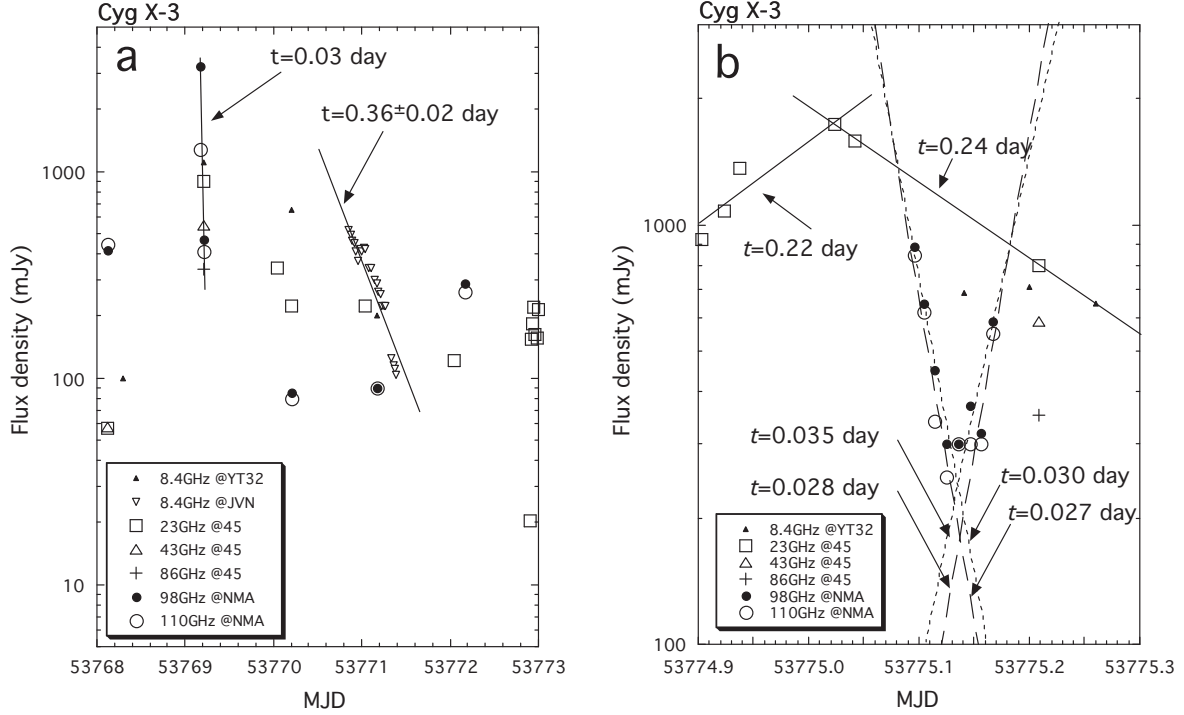 Cyg X-3
a
t=0.03 day
t=0.36±0.02 day
1000
100
10
Flux density (mJy)
8.4GHz @YT32
8.4GHz @JVN
23GHz @45
43GHz @45
86GHz @45
98GHz @NMA
110GHz @NMA
53768
53769
53770
53771
53772
53773
MJD
Cyg X-3
b
t=0.24 day
t=0.22 day
1000
100
Flux density (mJy)
t=0.035 day
t=0.028 day
t=0.030 day
t=0.027 day
8.4GHz @YT32
23GHz @45
43GHz @45
86GHz @45
98GHz @NMA
110GHz @NMA
53774.9
53775.0
53775.1
53775.2
53775.3
MJD